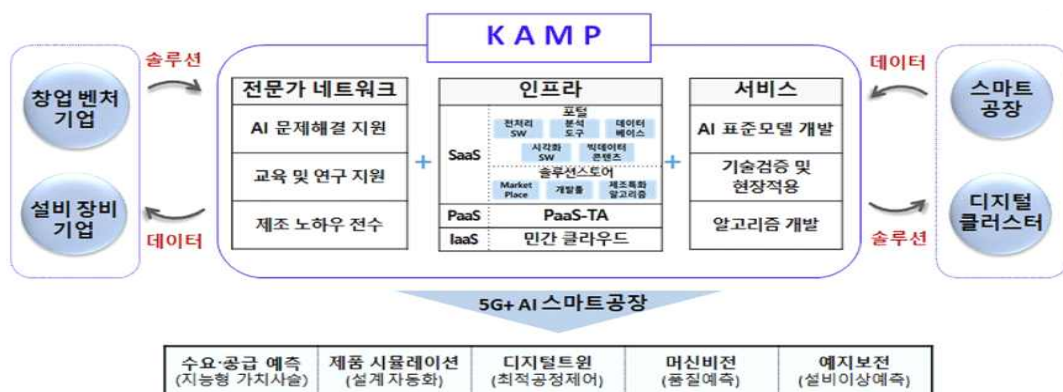 KAMP
솔루션
창업 벤처
기업
설비 장비
기업
데이터
전문가 네트워크
AI 문제해결 지원
교육 및 연구 지원
제조 노하우 전수
+
인프라
SaaS
포털
전처리
SW
분석
도구
데이터
베이스
시각화
SW
빅데이터
콘텐츠
솔루션스토어
Market
Place
개발툴
제조특화
알고리즘
PaaS
PaaS-TA
IaaS
민간 클라우드
+
서비스
AI 표준모델 개발
기술검증 및
현장적용
알고리즘 개발
데이터
스마트
공장
디지털
클러스터
솔루션
5G+ AI 스마트공장
수요·공급 예측
(지능형 가치사슬)
제품 시뮬레이션
(설계 자동화)
디지털트윈
(최적공정제어)
머신비전
(품질예측)
예지보전
(설비이상예측)